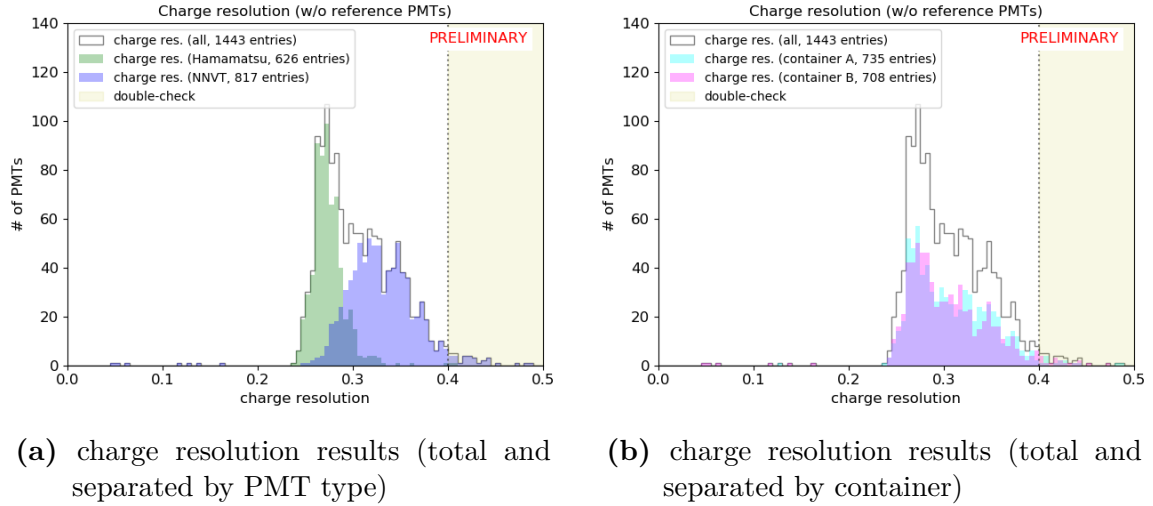 Charge resolution (w/o reference PMTs)
140
120
100
80
60
40
20
0
# of PMTs
charge res. (all, 1443 entries)
charge res. (Hamamatsu, 626 entries)
charge res. (NNVT, 817 entries)
double-check
PRELIMINARY
0.0 0.1 0.2 0.3 0.4 0.5
charge resolution
(a) charge resolution results (total and
separated by PMT type)
Charge resolution (w/o reference PMTs)
140
120
100
80
60
40
20
0
# of PMTs
charge res. (all, 1443 entries)
charge res. (container A, 735 entries)
charge res. (container B, 708 entries)
double-check
PRELIMINARY
0.0 0.1 0.2 0.3 0.4 0.5
charge resolution
(b) charge resolution results (total and
separated by container)